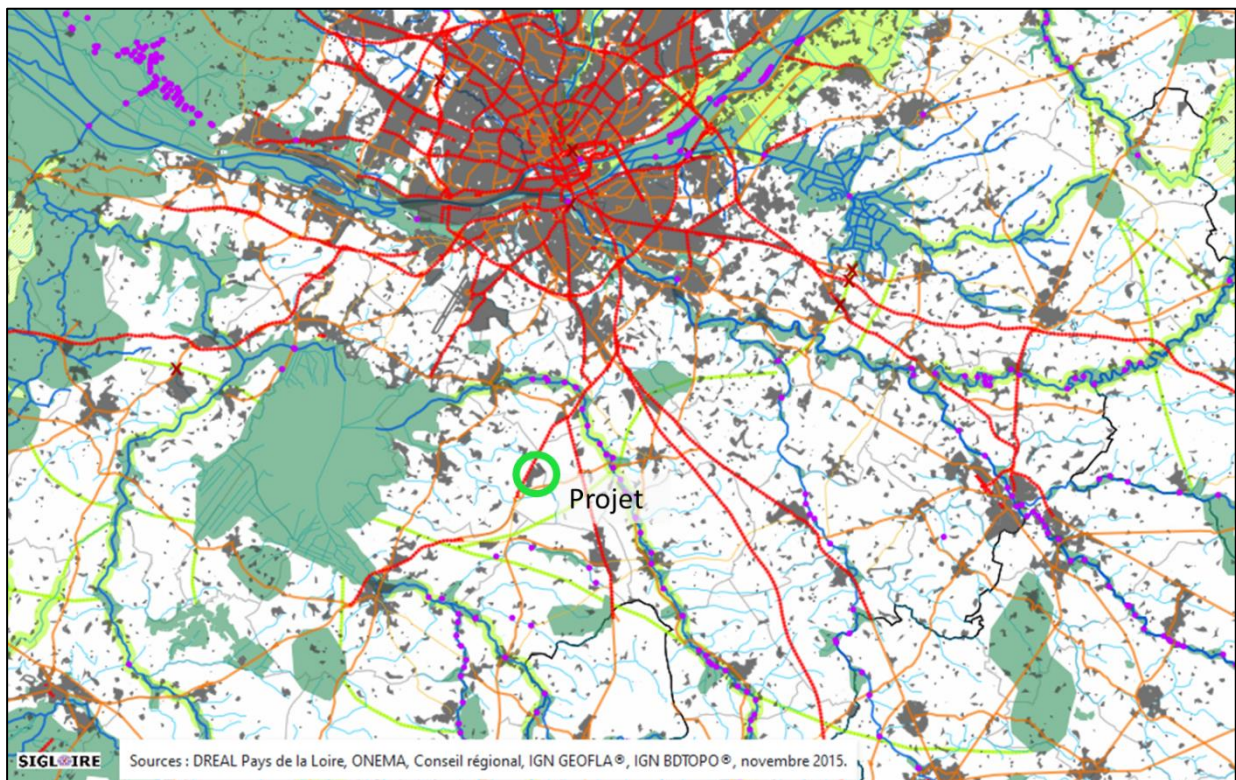 Projet
SIGLOIRE
Sources : DREAL Pays de la Loire, ONEMA, Conseil régional, IGN GEOFLA®, IGN BDTOPO®, novembre 2015.